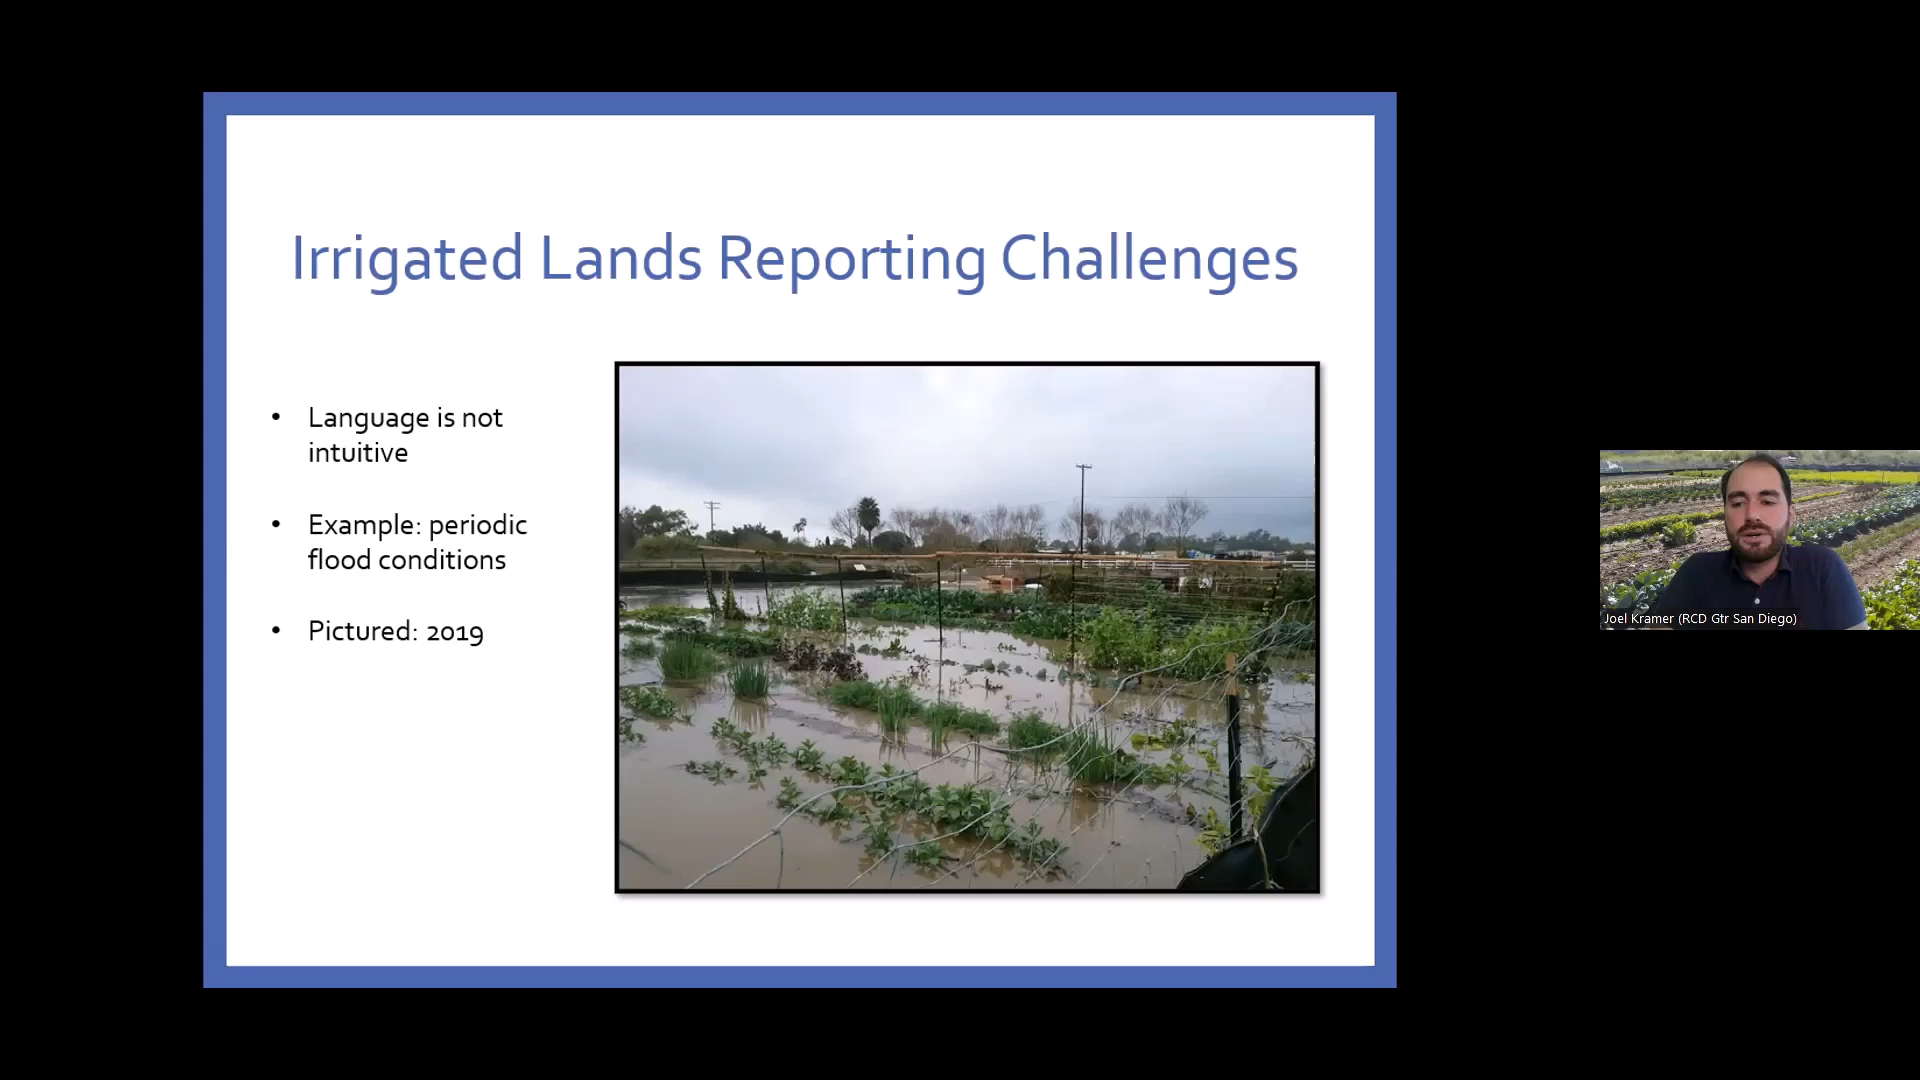 Irrigated Lands Reporting Challenges
• Language is not
intuitive
• Example: periodic
flood conditions
• Pictured: 2019
Joel Kramer (RCD Gtr San Diego)